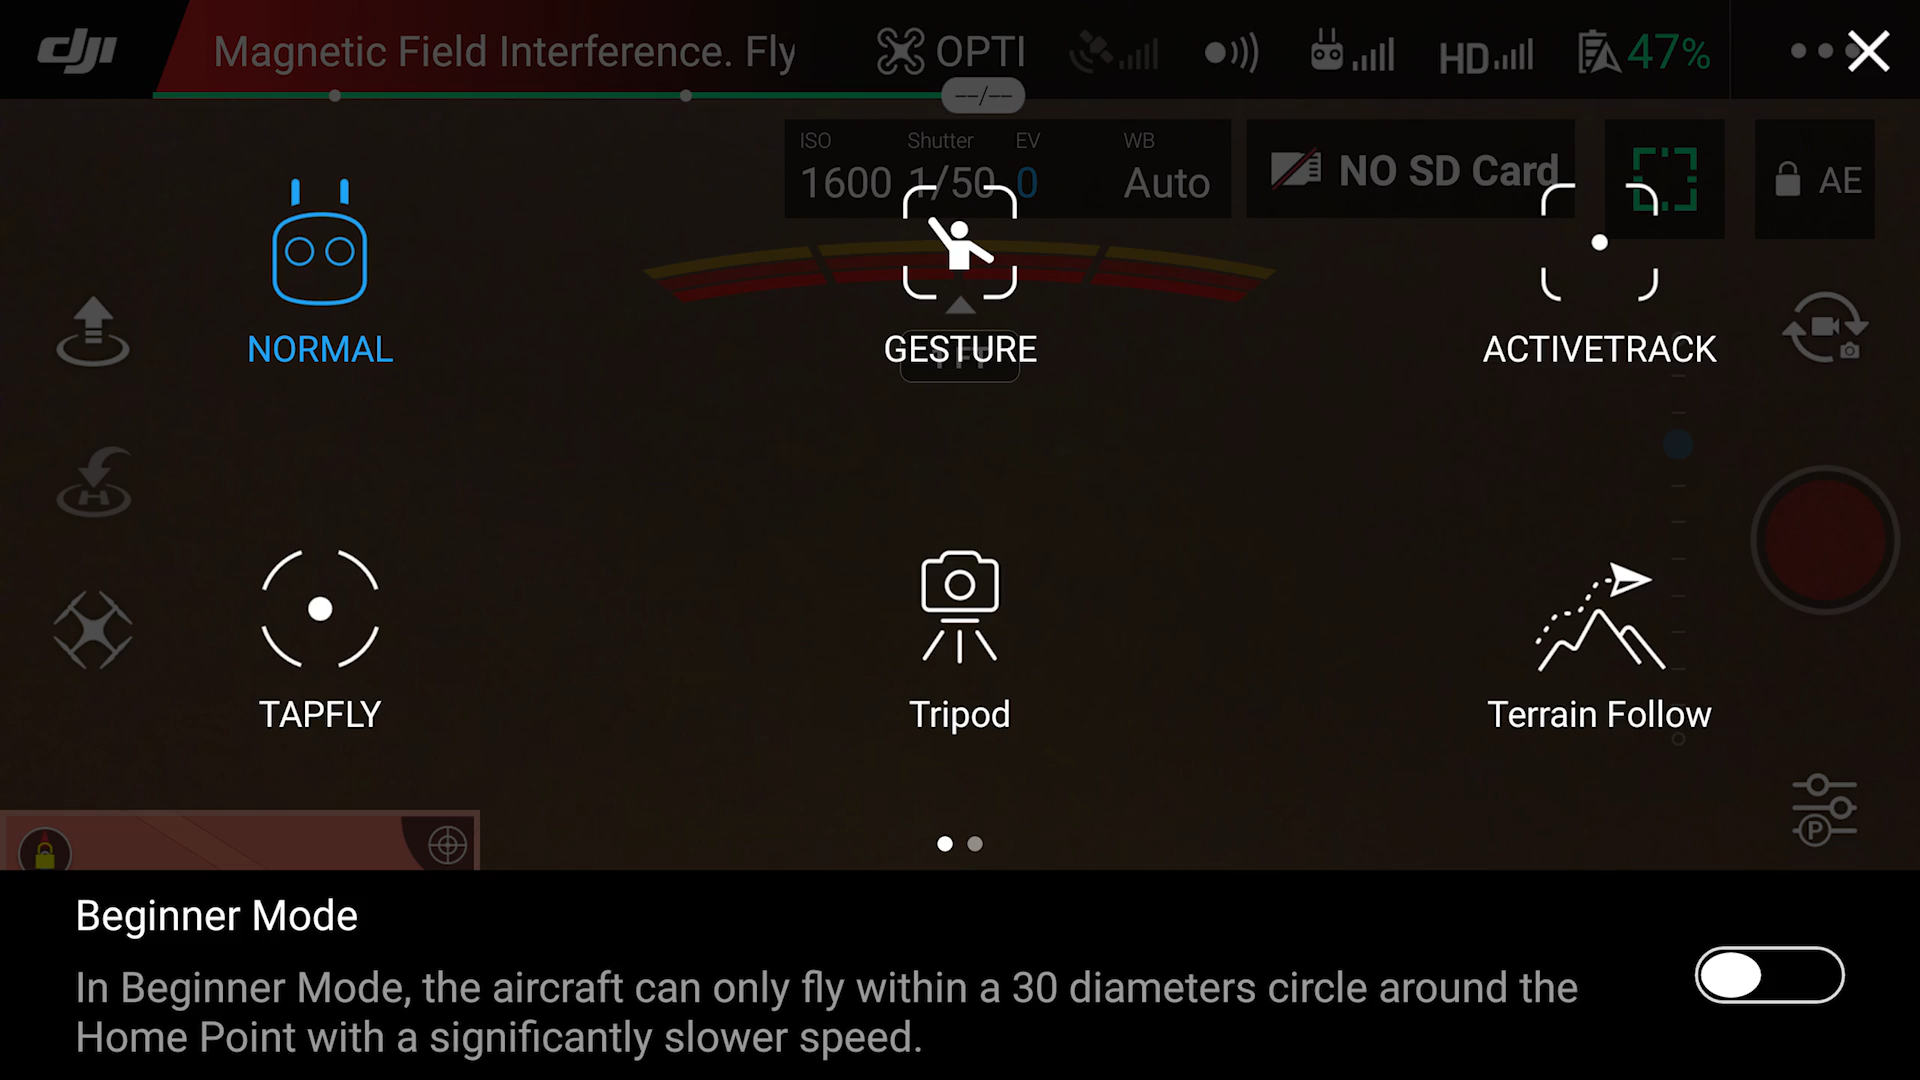 dji
Magnetic Field Interference. Fly
OPTI
HD
47%
--/--
ISO
Shutter
EV
WB
1600
1/50
0
Auto
NO SD Card
AE
NORMAL
GESTURE
ACTIVETRACK
H
TAPFLY
Tripod
Terrain Follow
P
Beginner Mode
In Beginner Mode, the aircraft can only fly within a 30 diameters circle around the
Home Point with a significantly slower speed.